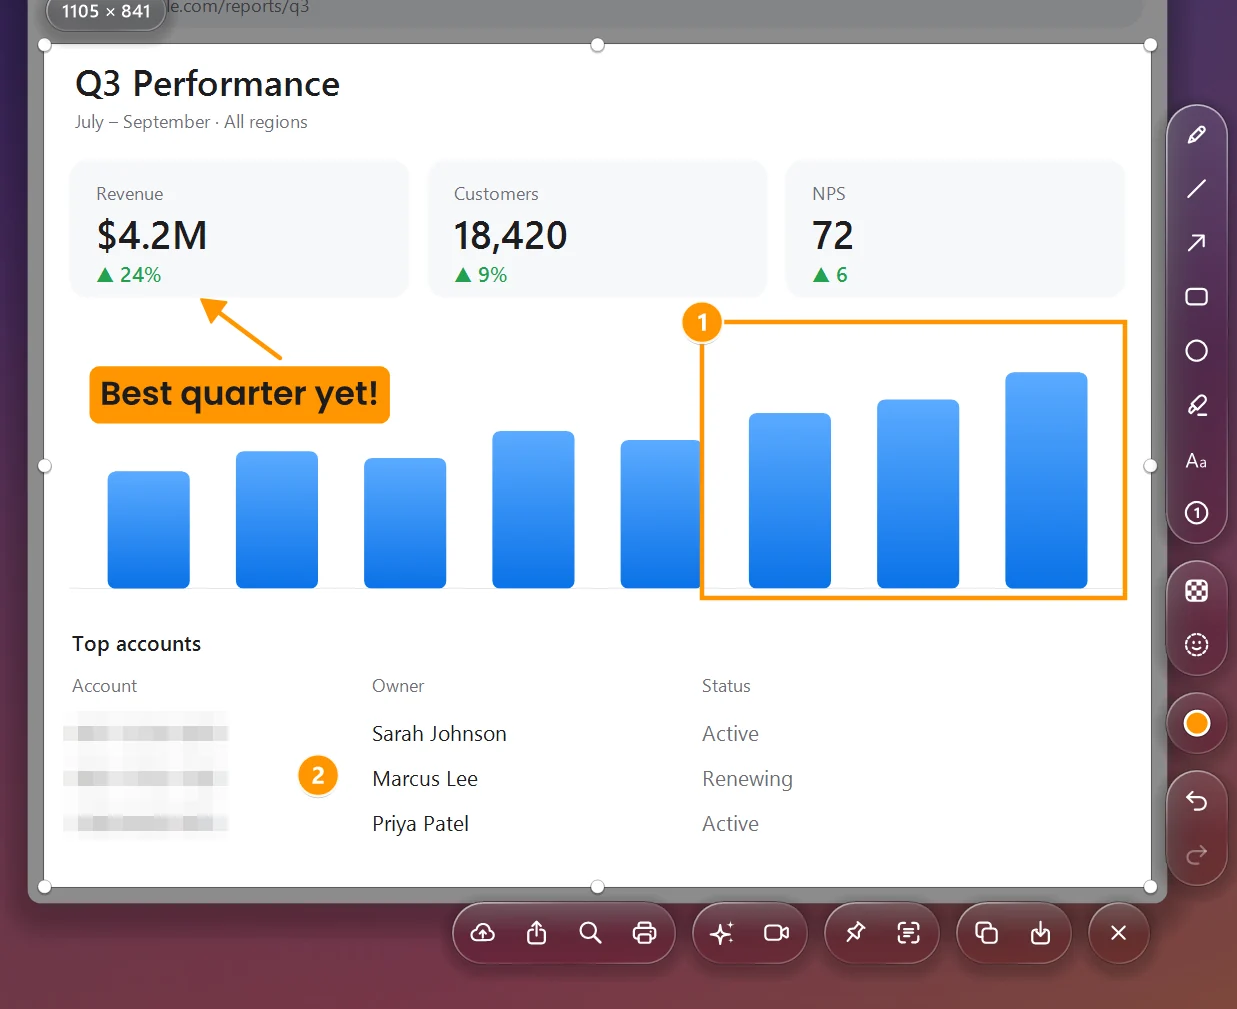 1105 × 841
le.com/reports/q3
Q3 Performance
July – September · All regions
Revenue
$4.2M
▲ 24%
Customers
18,420
▲ 9%
NPS
72
▲ 6
1
Best quarter yet!
Top accounts
Account Owner Status
Sarah Johnson Active
2
Marcus Lee Renewing
Priya Patel Active
Aa
1